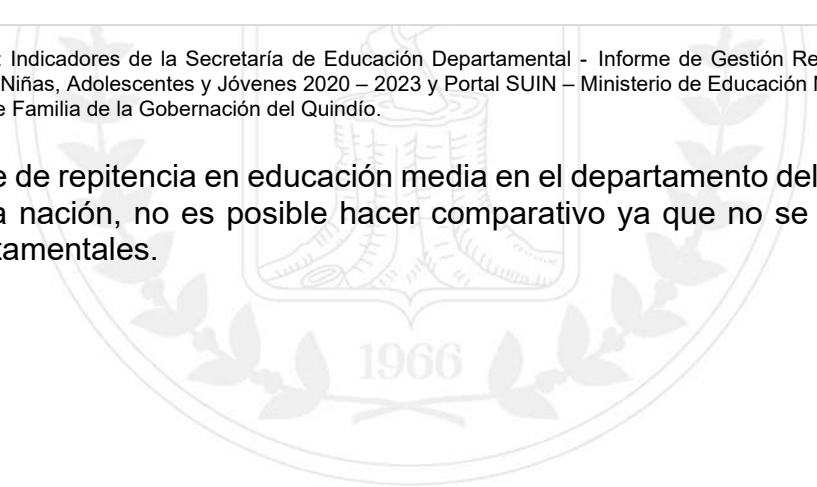 : Indicadores de la Secretaría de Educación Departamental - Informe de Gestión Re
Niñas, Adolescentes y Jóvenes 2020 – 2023 y Portal SUIN – Ministerio de Educación
e Familia de la Gobernación del Quindío.
e de repitencia en educación media en el departamento del
a nación, no es posible hacer comparativo ya que no se
tamentales.
1966